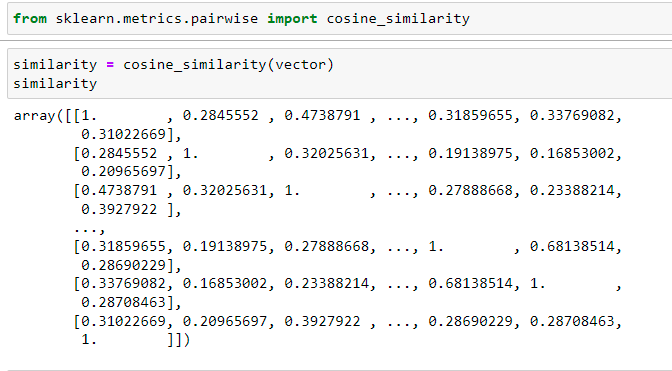 from sklearn.metrics.pairwise import cosine_similarity
similarity = cosine_similarity(vector)
similarity
array([[1.        , 0.2845552 , 0.4738791 , ..., 0.31859655, 0.33769082,
        0.31022669],
       [0.2845552 , 1.        , 0.32025631, ..., 0.19138975, 0.16853002,
        0.20965697],
       [0.4738791 , 0.32025631, 1.        , ..., 0.27888668, 0.23388214,
        0.3927922 ],
       ...,
       [0.31859655, 0.19138975, 0.27888668, ..., 1.        , 0.68138514,
        0.28690229],
       [0.33769082, 0.16853002, 0.23388214, ..., 0.68138514, 1.        ,
        0.28708463],
       [0.31022669, 0.20965697, 0.3927922 , ..., 0.28690229, 0.28708463,
        1.        ]])